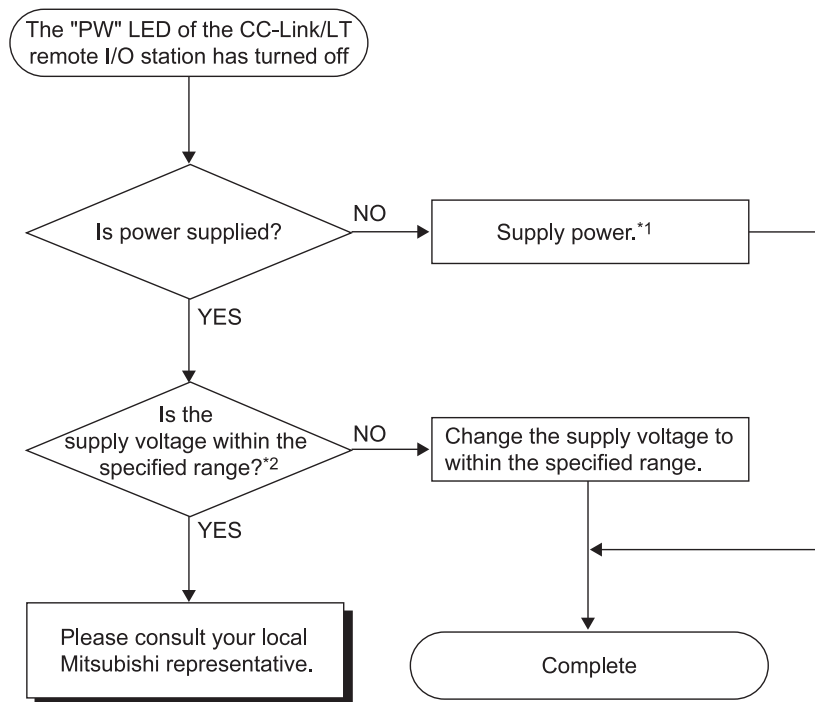 The "PW" LED of the CC-Link/LT
remote I/O station has turned off
Is power supplied?
NO
Supply power.*1
YES
Is the
supply voltage within the
specified range?*2
NO
Change the supply voltage to
within the specified range.
YES
Please consult your local
Mitsubishi representative.
Complete